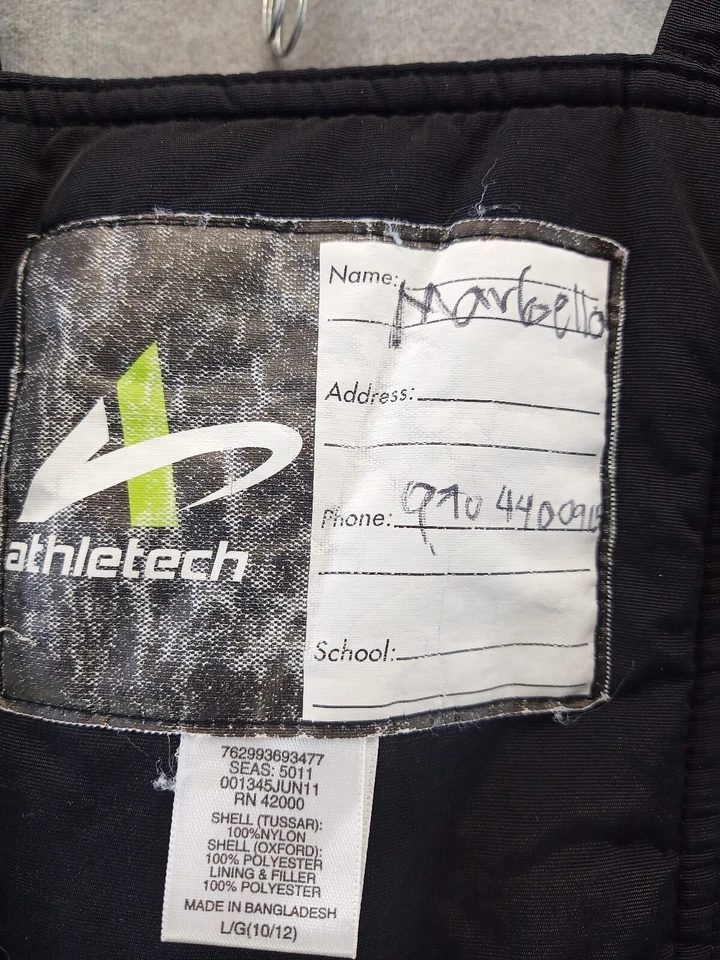 athletech
Name: Marbella
Address:
Phone:
School:
762993693477
SEAS: 5011
001345JUN11
RN 42000
SHELL (TUSSAR):
100%NYLON
SHELL (OXFORD):
100% POLYESTER
LINING & FILLER
100% POLYESTER
MADE IN BANGLADESH
L/G(10/12)